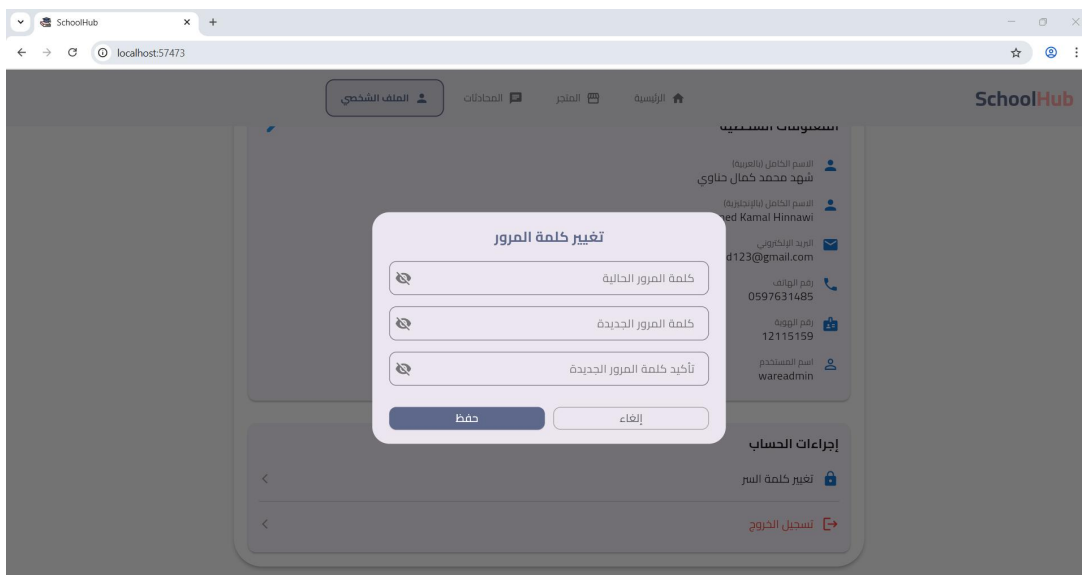 SchoolHub
localhost:57473
SchoolHub
الرئيسية
المتجر
المحادثات
الملف الشخصي
المعلومات الشخصية
الاسم الكامل (بالعربية)
شهد محمد كمال حناوي
الاسم الكامل (بالإنجليزية)
Kamal Hinnawi
البريد الإلكتروني
d123@gmail.com
رقم الهاتف
0597631485
رقم الهوية
12115159
اسم المستخدم
wareadmin
تغيير كلمة المرور
كلمة المرور الحالية
كلمة المرور الجديدة
تأكيد كلمة المرور الجديدة
إلغاء
حفظ
إجراءات الحساب
تغيير كلمة السر
تسجيل الخروج